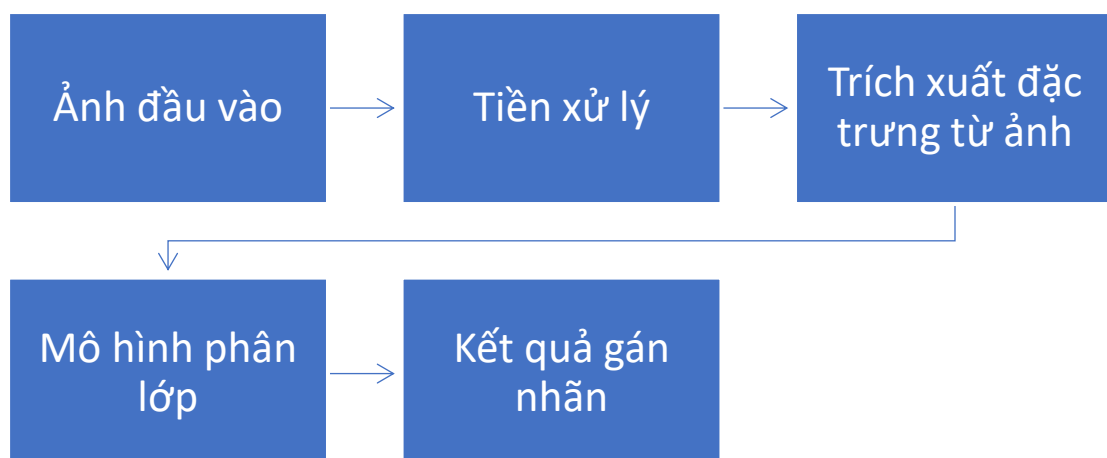 Ảnh đầu vào
Tiền xử lý
Trích xuất đặc
trưng từ ảnh
Mô hình phân
lớp
Kết quả gán
nhãn